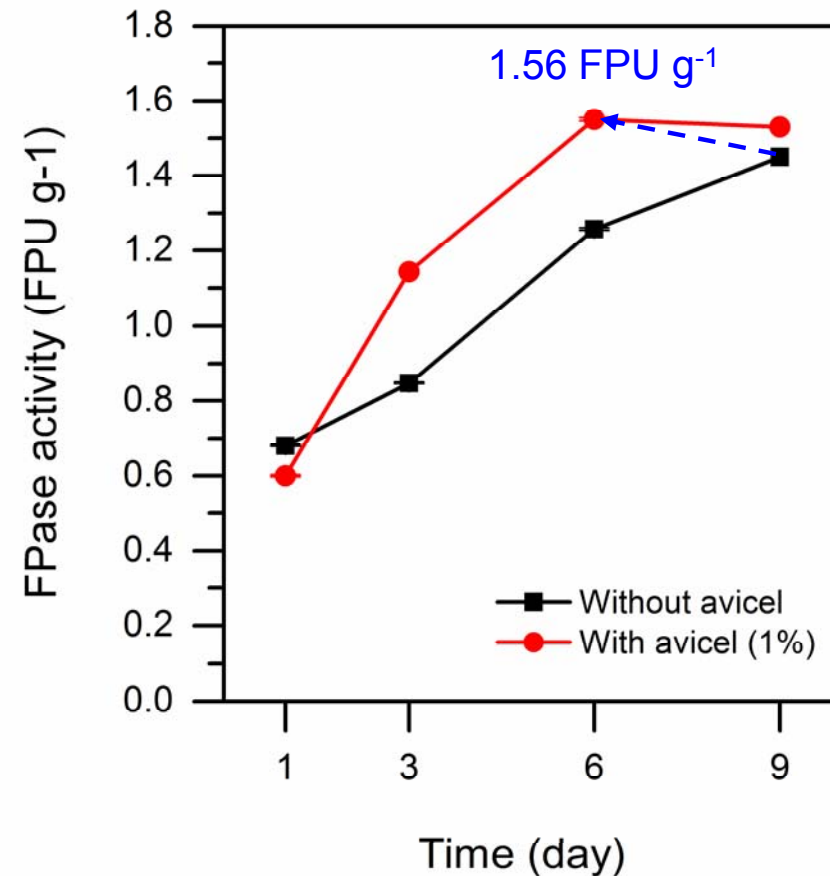 1.56 FPU g-1
FPase activity (FPU g-1)
1.8
1.6
1.4
1.2
1.0
0.8
0.6
0.4
0.2
0.0
Without avicel
With avicel (1%)
1 3 6 9
Time (day)